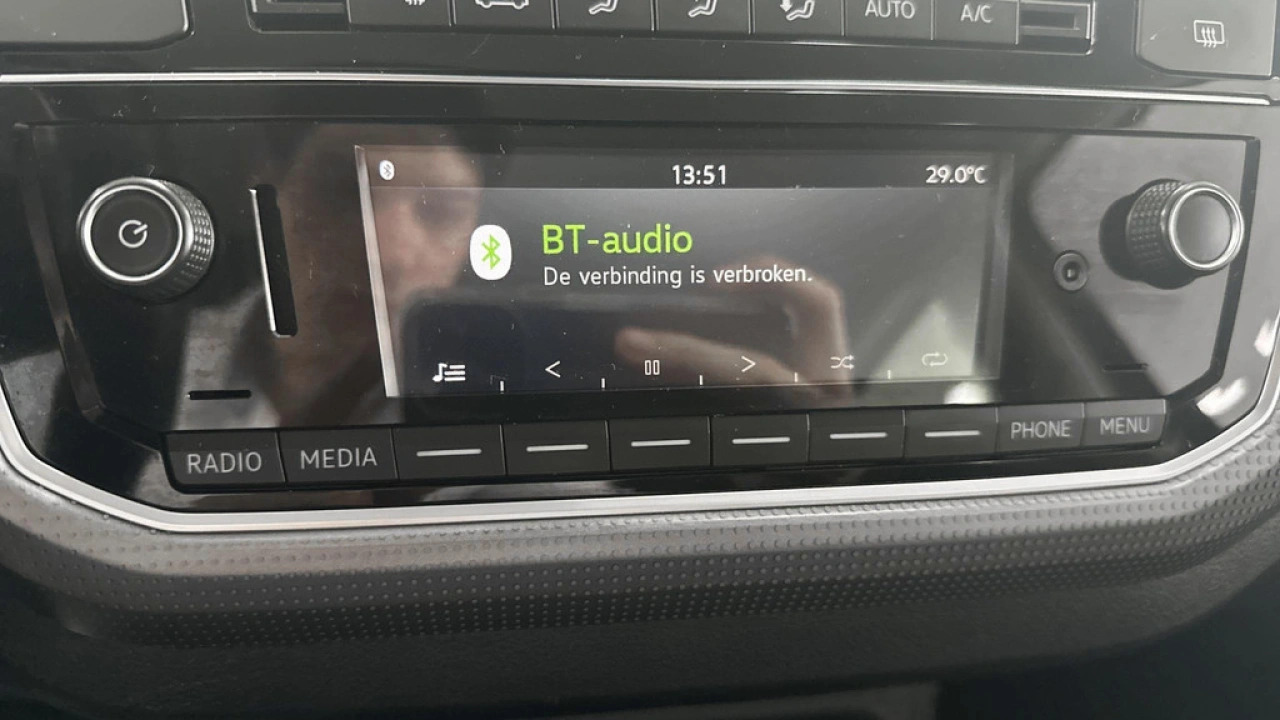 AUTO A/C
13:51 29.0°C
BT-audio
De verbinding is verbroken.
RADIO MEDIA PHONE MENU